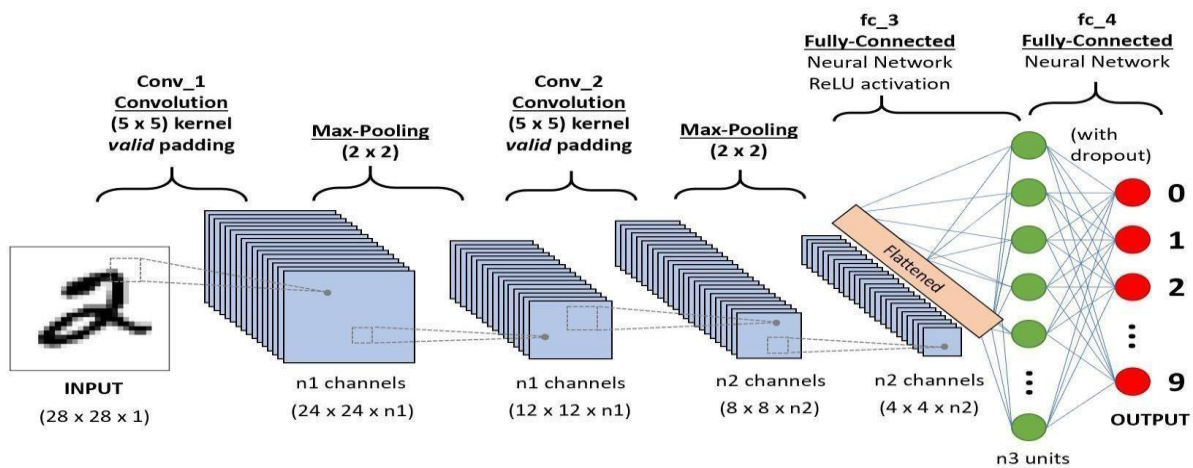 Conv_1
Convolution
(5 x 5) kernel
valid padding
Max-Pooling
(2 x 2)
Conv_2
Convolution
(5 x 5) kernel
valid padding
Max-Pooling
(2 x 2)
fc_3
Fully-Connected
Neural Network
ReLU activation
fc_4
Fully-Connected
Neural Network
(with
dropout)
2
INPUT
(28 x 28 x 1)
n1 channels
(24 x 24 x n1)
n1 channels
(12 x 12 x n1)
n2 channels
(8 x 8 x n2)
n2 channels
(4 x 4 x n2)
Flattened
n3 units
0
1
2
9
OUTPUT